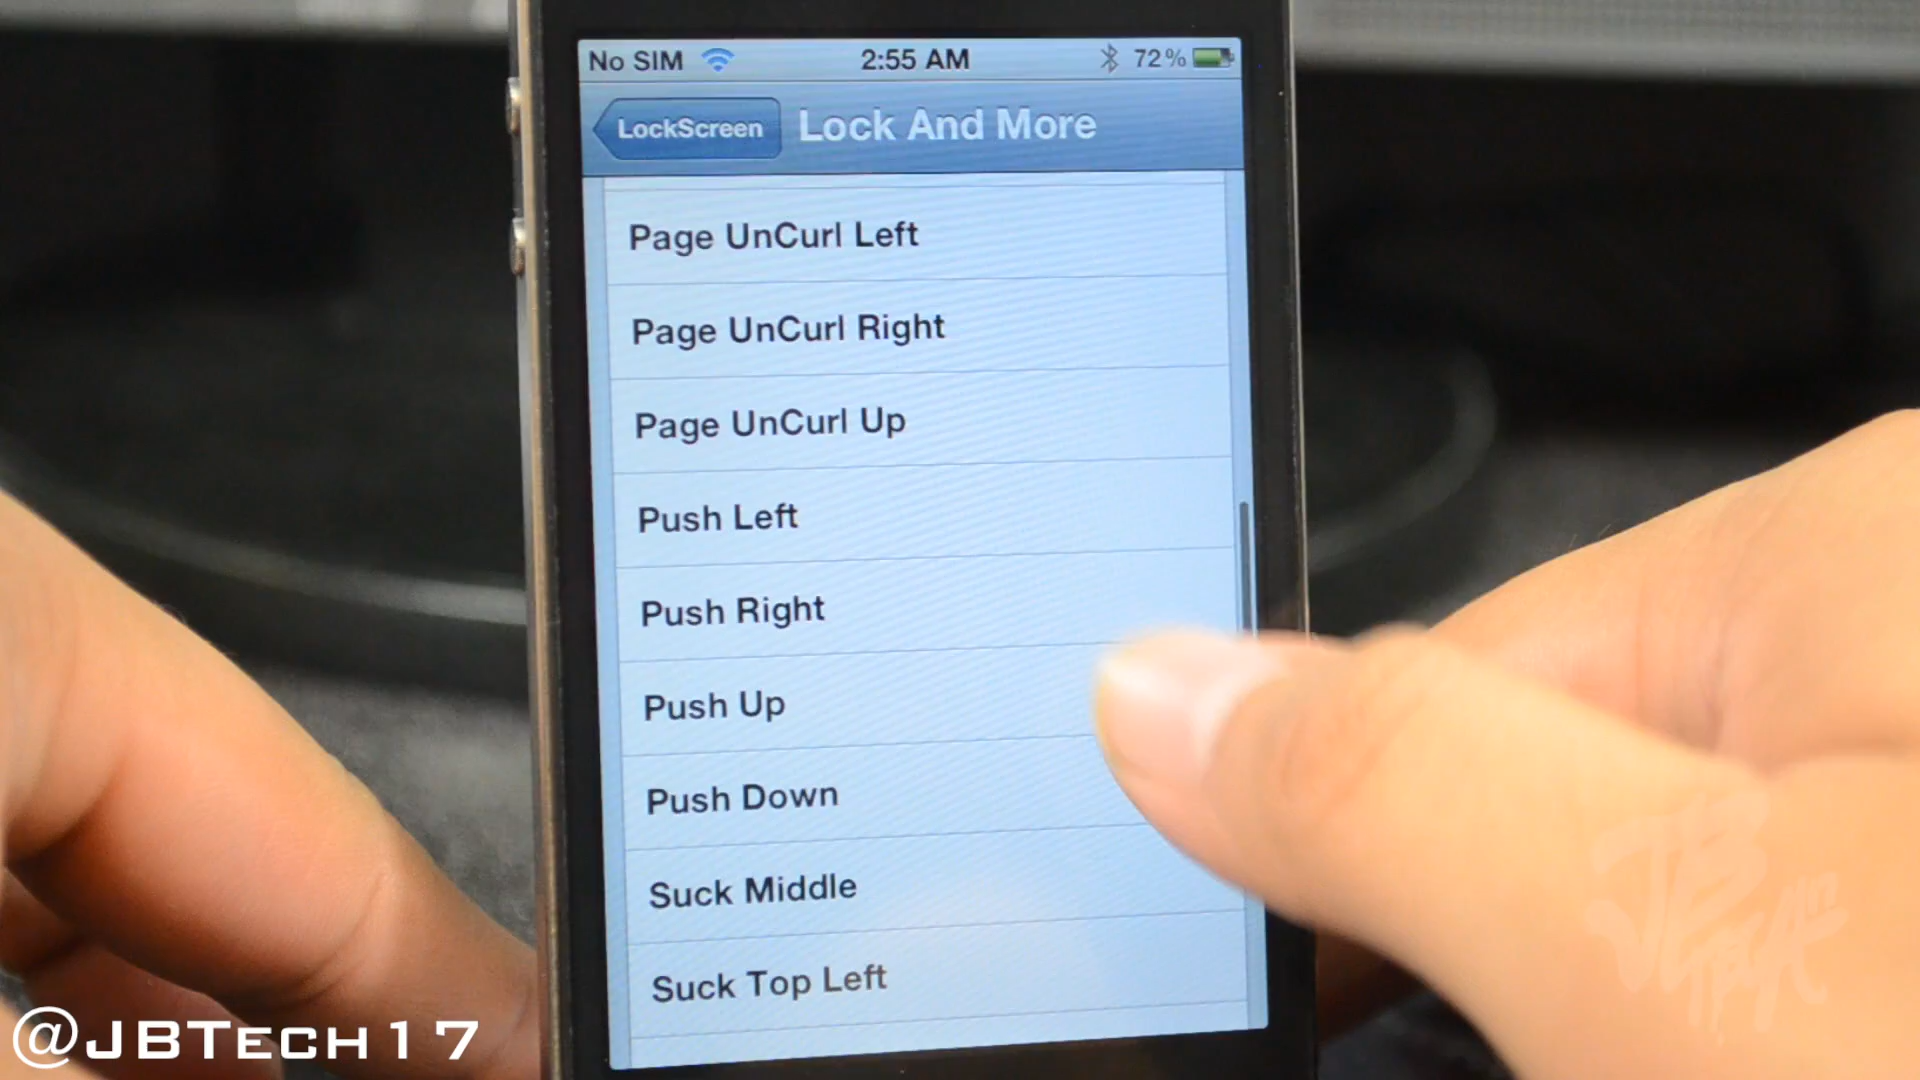 No SIM 2:55 AM 72%
LockScreen Lock And More
Page UnCurl Left
Page UnCurl Right
Page UnCurl Up
Push Left
Push Right
Push Up
Push Down
Suck Middle
Suck Top Left
@JBTech17